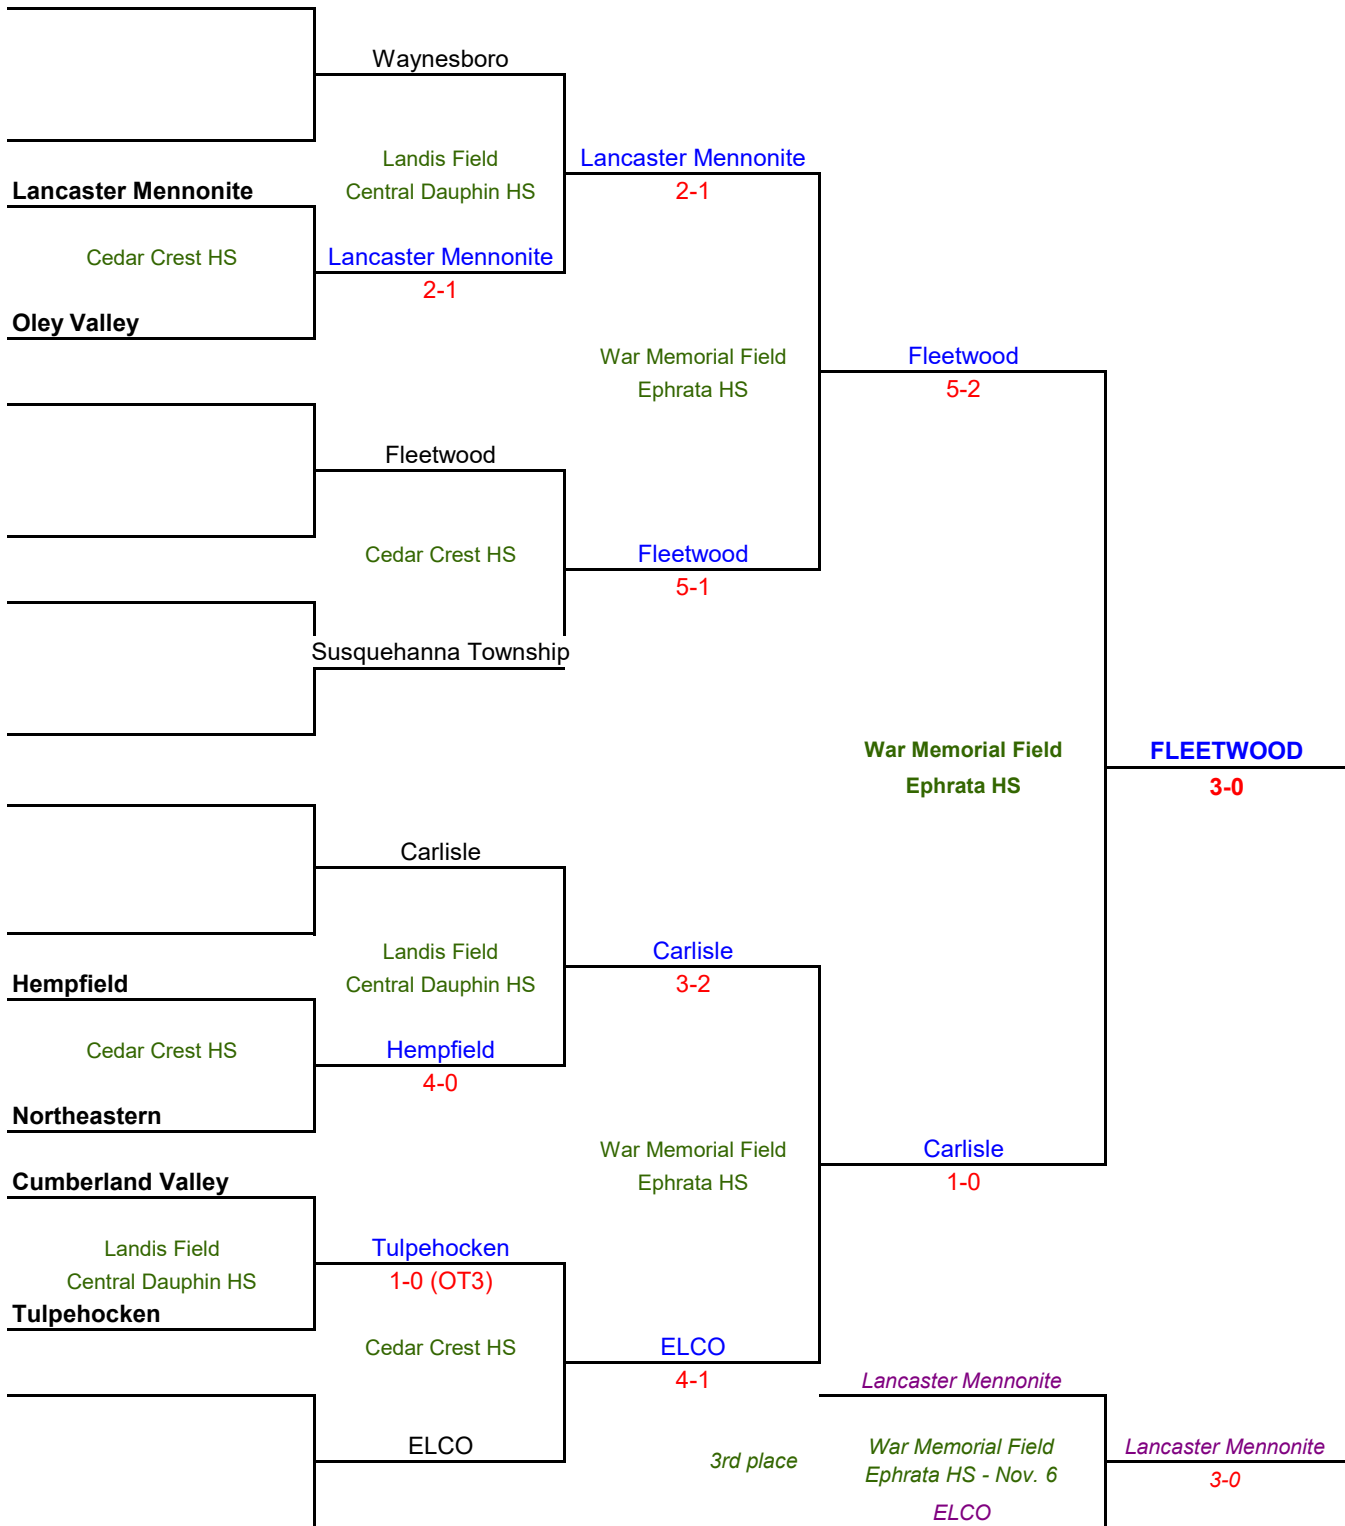 Waynesboro
Landis Field
Central Dauphin HS
Lancaster Mennonite
2-1
Lancaster Mennonite
Cedar Crest HS
Lancaster Mennonite
2-1
Oley Valley
War Memorial Field
Ephrata HS
Fleetwood
5-2
Fleetwood
Cedar Crest HS
Fleetwood
5-1
Susquehanna Township
War Memorial Field
Ephrata HS
FLEETWOOD
3-0
Carlisle
Landis Field
Central Dauphin HS
Carlisle
3-2
Hempfield
Cedar Crest HS
Hempfield
4-0
Northeastern
War Memorial Field
Ephrata HS
Carlisle
1-0
Cumberland Valley
Landis Field
Central Dauphin HS
Tulpehocken
1-0 (OT3)
Tulpehocken
Cedar Crest HS
ELCO
4-1
Lancaster Mennonite
ELCO
3rd place
War Memorial Field
Ephrata HS - Nov. 6
Lancaster Mennonite
3-0
ELCO